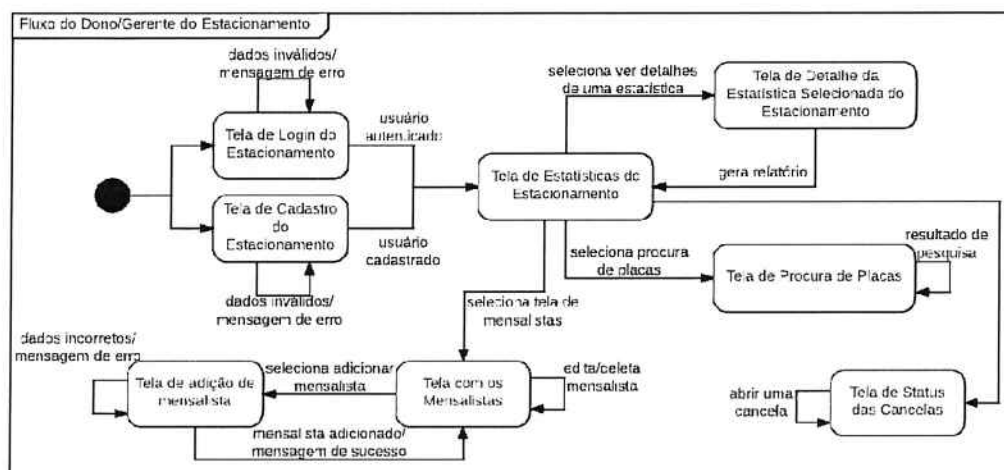 Fluxo do Dono/Gerente do Estacionamento
dados inválidos/
mensagem de erro
Tela de Login do
Estacionamento
usuário
autenticado
Tela de Cadastro
do
Estacionamento
usuário
cadastrado
dados inválidos/
mensagem de erro
seleciona ver detalhes
de uma estatística
Tela de Detalhe da
Estatística Selecionada do
Estacionamento
Tela de Estatísticas do
Estacionamento
gera relatório
seleciona procura
de placas
Tela de Procura de Placas
resultado de
pesquisa
seleciona tela de
mensalistas
dados incorretos/
mensagem de erro
Tela de adição de
mensalista
seleciona adicionar
mensalista
Tela com os
Mensalistas
edita/deleta
mensalista
mensalista adicionado/
mensagem de sucesso
abrir uma
cancela
Tela de Status
das Cancelas